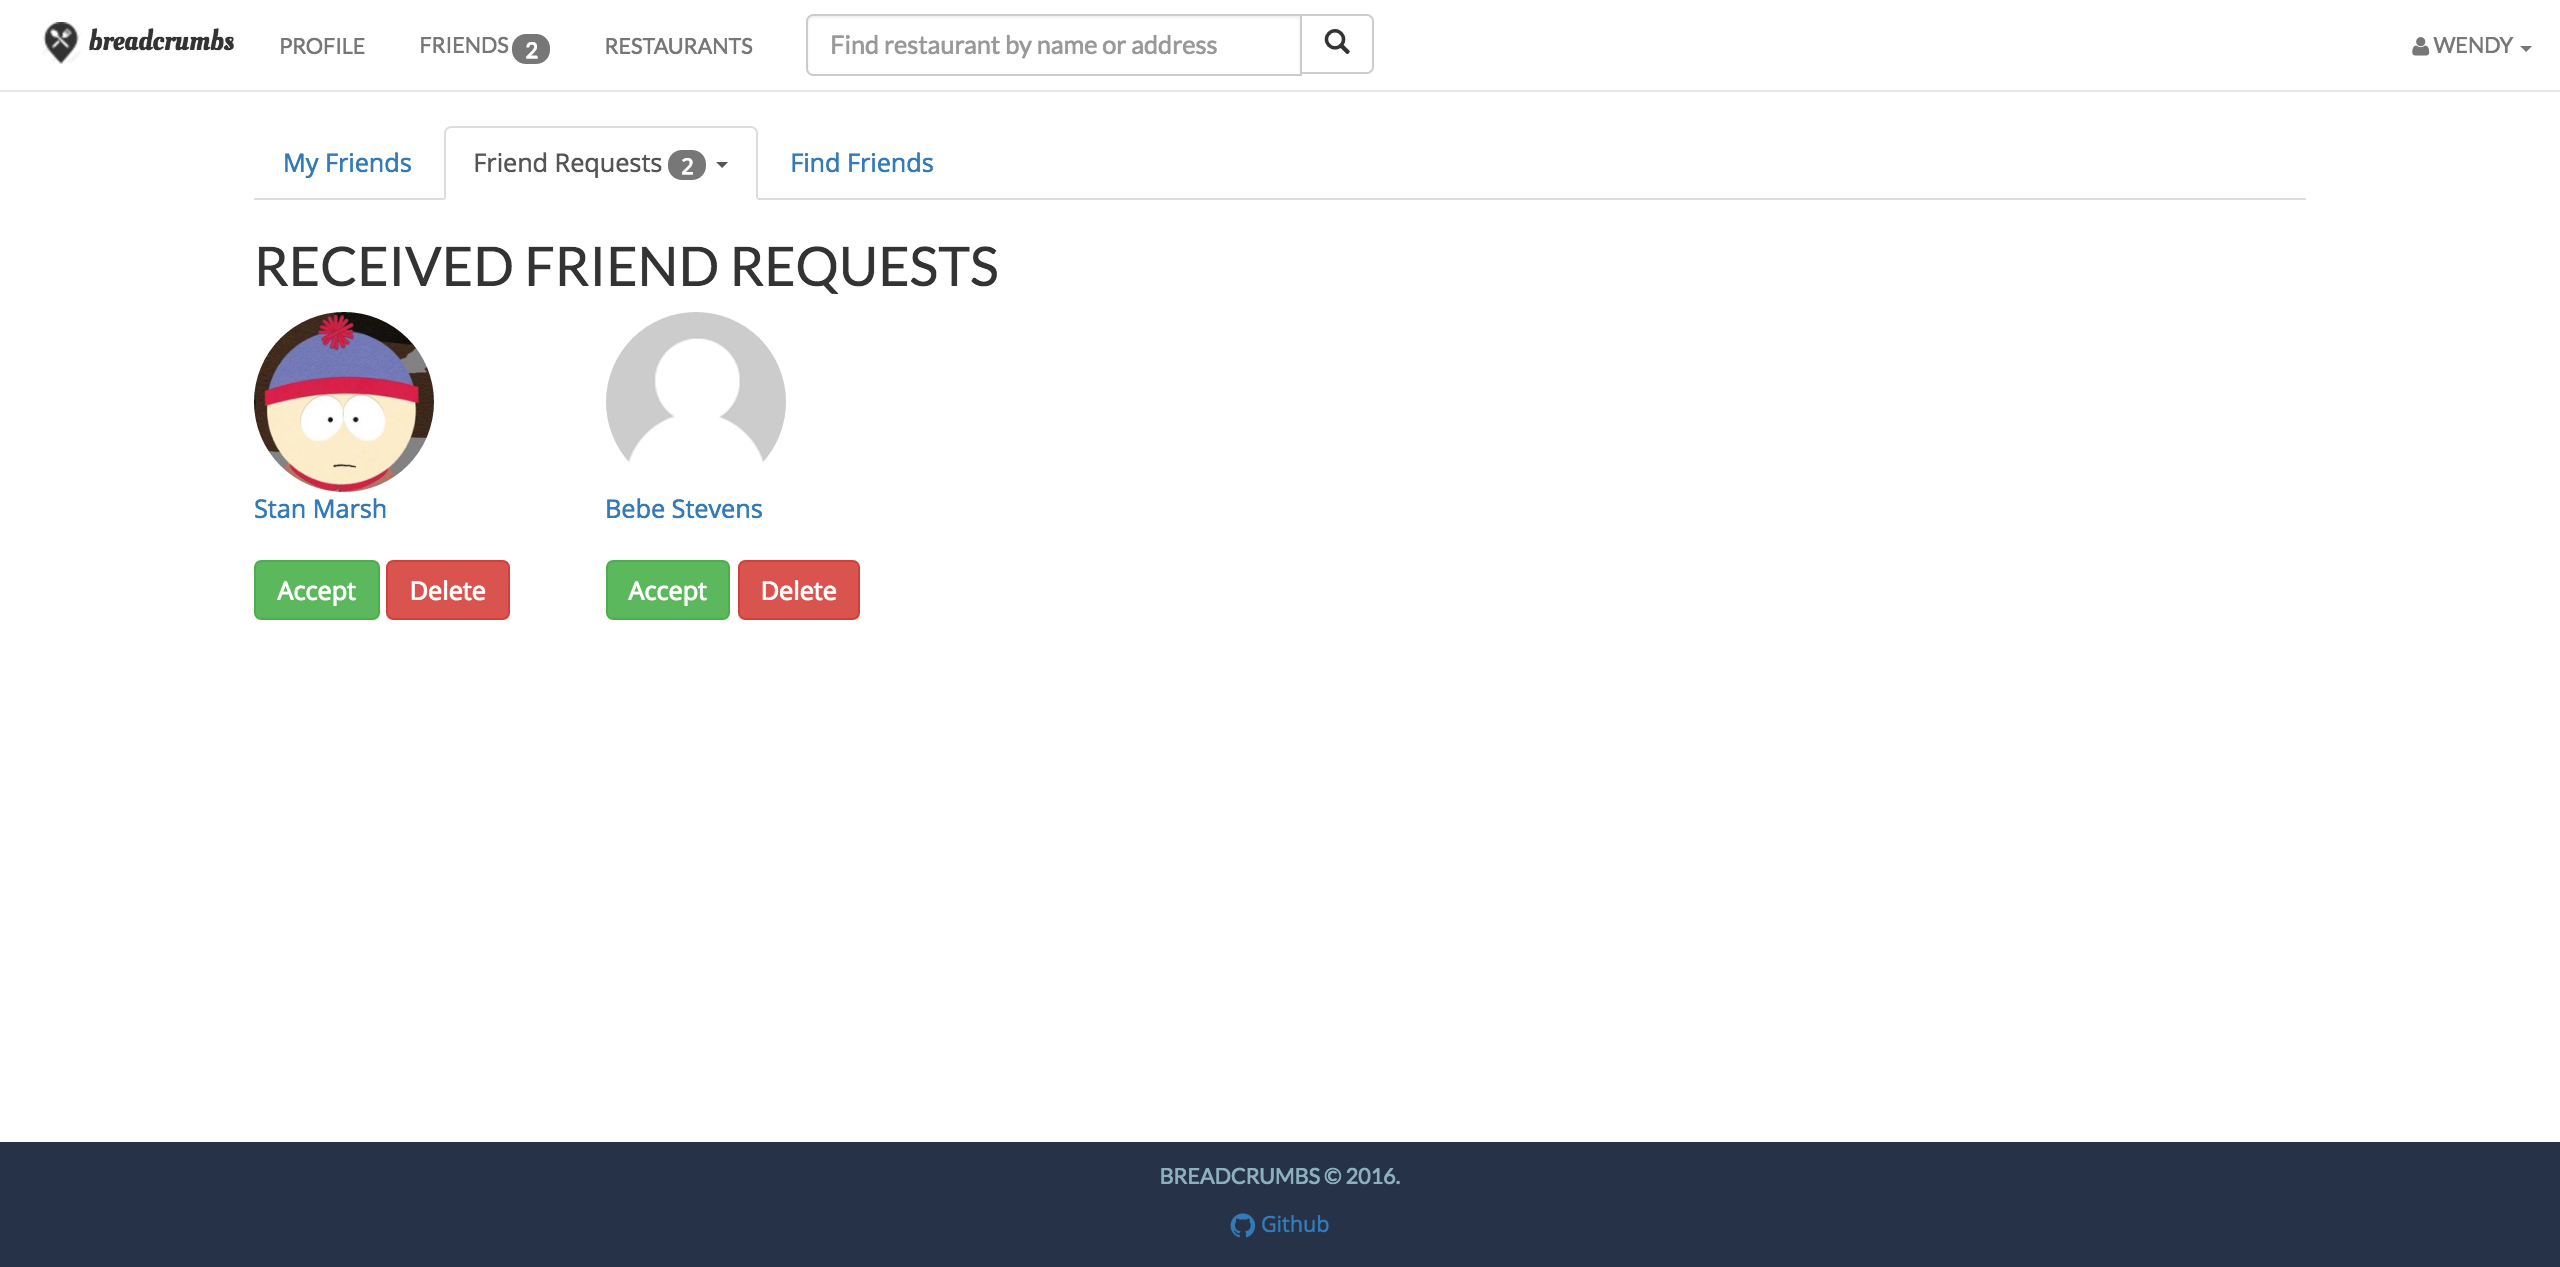 breadcrumbs PROFILE FRIENDS 2 RESTAURANTS Find restaurant by name or address WENDY
My Friends Friend Requests 2 Find Friends
RECEIVED FRIEND REQUESTS
Stan Marsh Bebe Stevens
Accept Delete Accept Delete
BREADCRUMBS © 2016.
Github